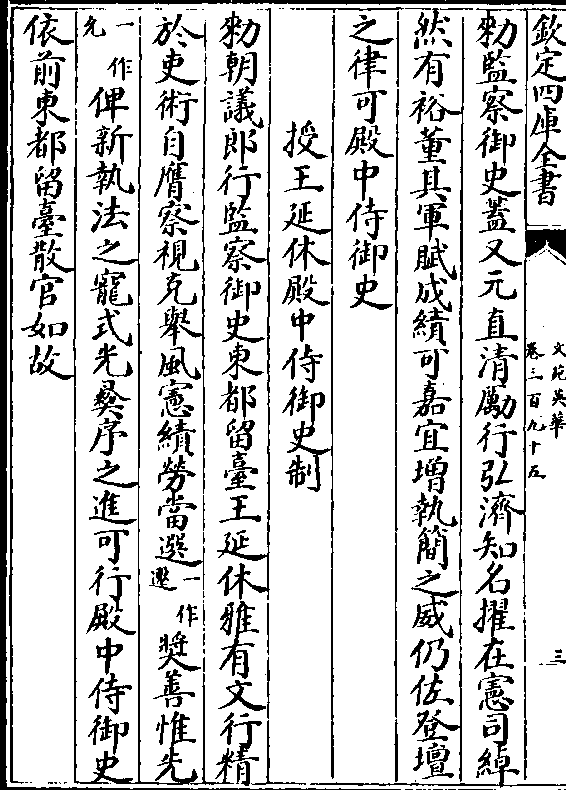 欽定四庫全書
文苑英華
卷三百九十五
三
勑監察御史蓋又元直清勵行弘濟知名擢在憲司綽
然有裕董其軍賦成績可嘉宜增執簡之威仍佐登壇
之律可殿中侍御史
授王延休殿中侍御史制
勑朝議郎行監察御史東都留臺王延休雅有文行精
於吏術自膺察視克舉風憲績勞當選一作遷奬善惟先
一作允俾新執法之寵式光彜序之進可行殿中侍御史
依前東都留臺散官如故